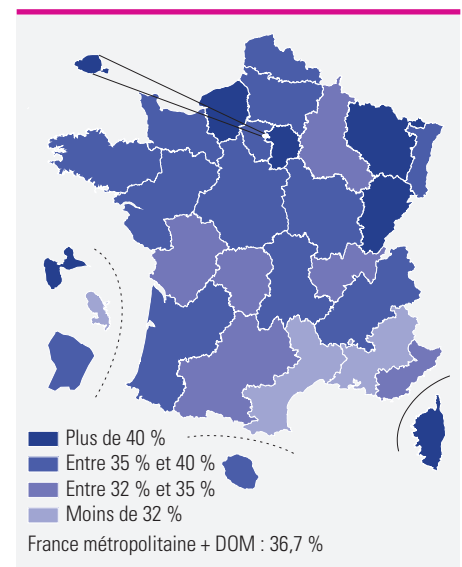 Plus de 40 %
Entre 35 % et 40 %
Entre 32 % et 35 %
Moins de 32 %
France métropolitaine + DOM : 36,7 %